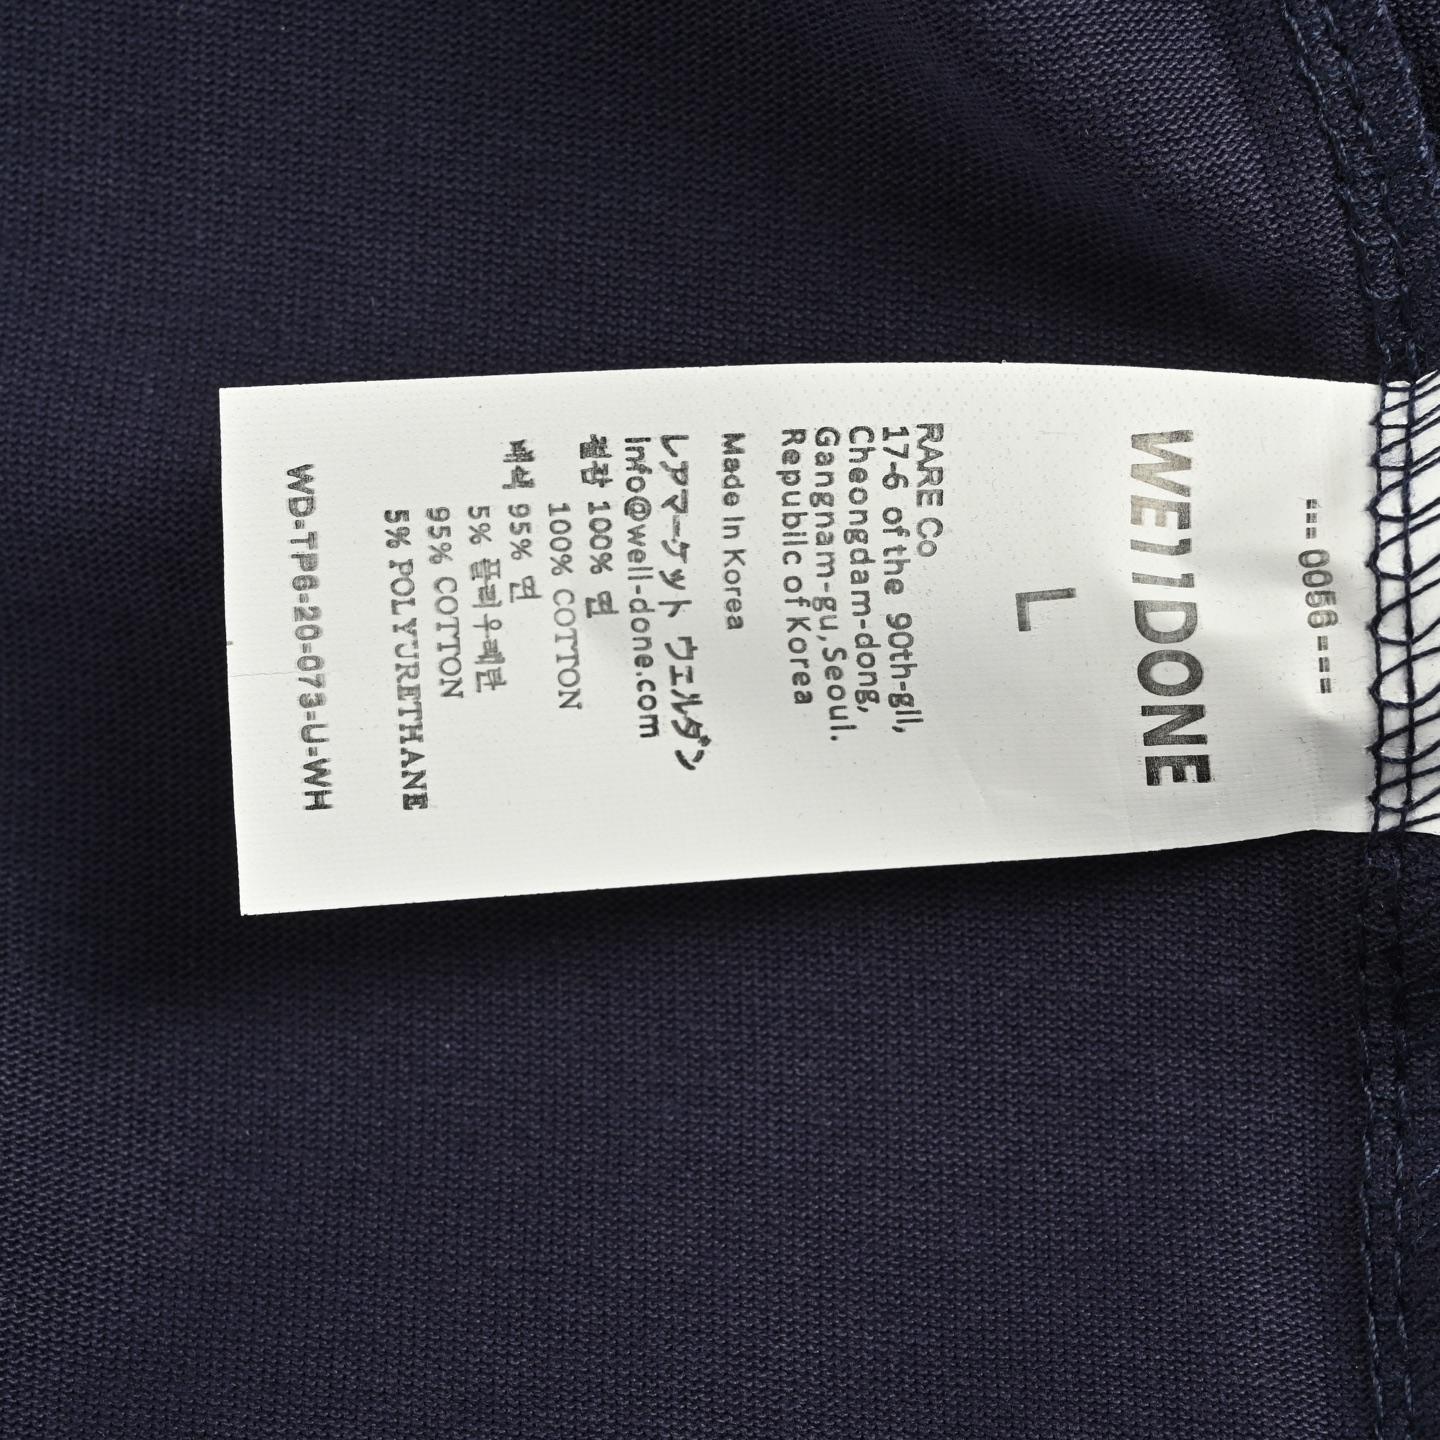 --- 0056 ---
WE11DONE
L
RARE Co
17-6 of the 90th-gil,
Cheongdam-dong,
Gangnam-gu, Seoul.
Republic of Korea
Made In Korea
レアマーケット ウェルダン
Info@well-done.com
겉감 100% 면
100% COTTON
배색 95% 면
5% 폴리우레탄
95% COTTON
5% POLYURETHANE
WD-TP6-20-073-U-WH